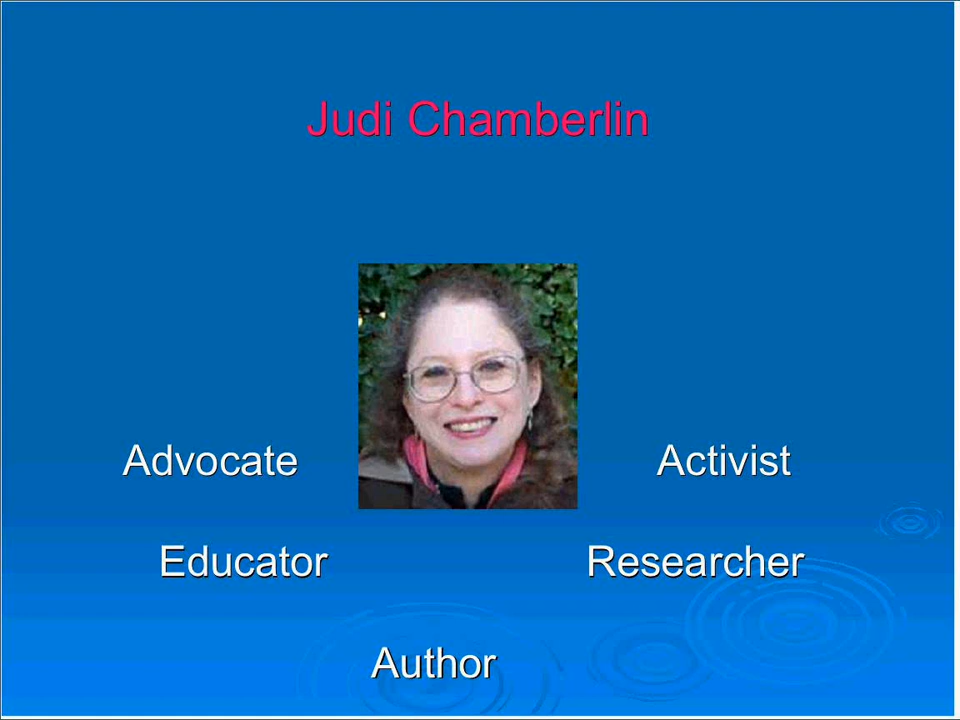 Judi Chamberlin
Advocate Activist
Educator Researcher
Author